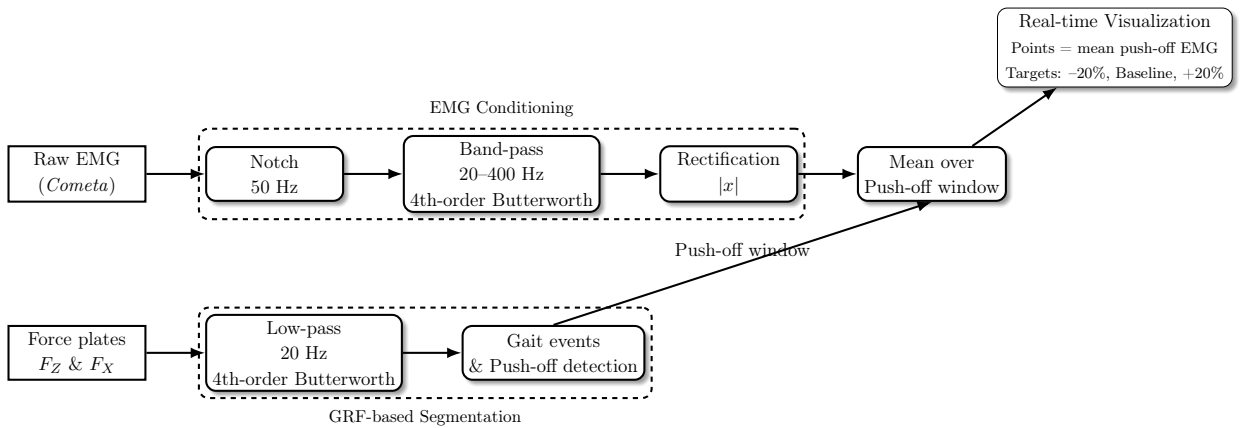 Real-time Visualization
Points = mean push-off EMG
Targets: –20%, Baseline, +20%
EMG Conditioning
Raw EMG
(Cometa)
Notch
50 Hz
Band-pass
20–400 Hz
4th-order Butterworth
Rectification
|x|
Mean over
Push-off window
Push-off window
Force plates
F_Z & F_X
Low-pass
20 Hz
4th-order Butterworth
Gait events
& Push-off detection
GRF-based Segmentation